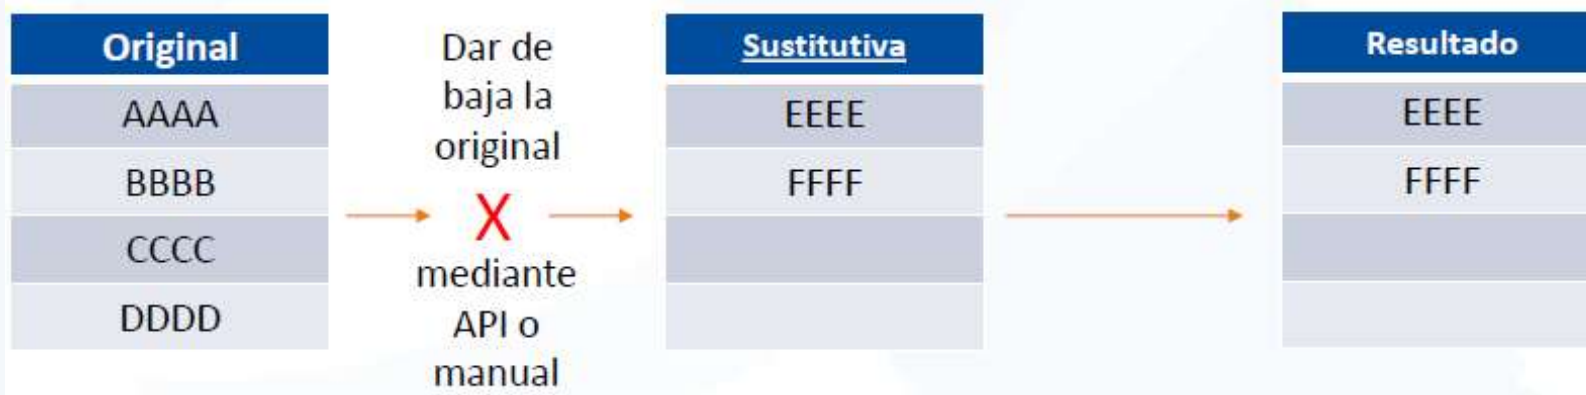 Original
AAAA
BBBB
CCCC
DDDD
Dar de
baja la
original
X
mediante
API o
manual
Sustitutiva
EEEE
FFFF
Resultado
EEEE
FFFF